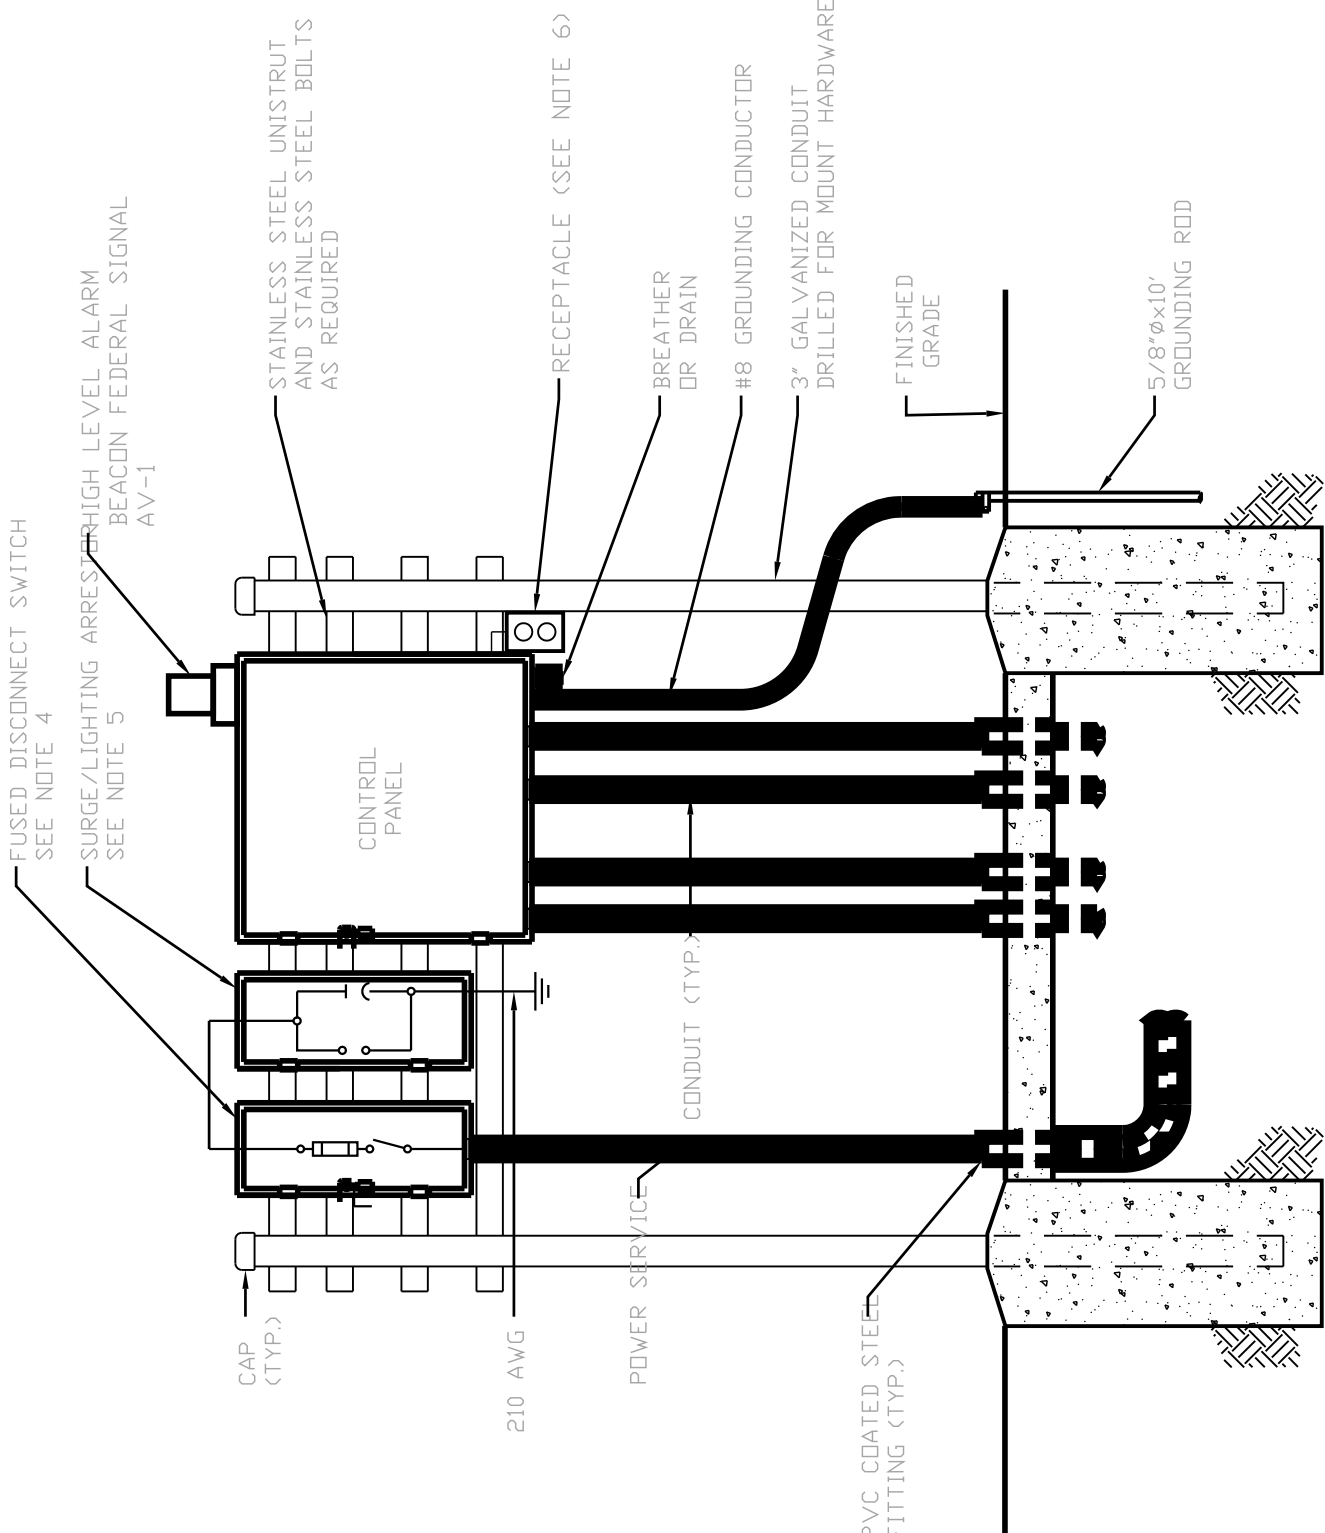 FUSED DISCONNECT SWITCH
SEE NOTE 4
SURGE/LIGHTING ARRESTER
SEE NOTE 5
HIGH LEVEL ALARM
BEACON FEDERAL SIGNAL
AV-1
STAINLESS STEEL UNISTRUT
AND STAINLESS STEEL BOLTS
AS REQUIRED
RECEPTACLE (SEE NOTE 6)
BREATHER
OR DRAIN
#8 GROUNDING CONDUCTOR
3" GALVANIZED CONDUIT
DRILLED FOR MOUNT HARDWARE
FINISHED
GRADE
5/8"øx10'
GROUNDING ROD
CONTROL
PANEL
CONDUIT (TYP.)
CAP
(TYP.)
210 AWG
POWER SERVICE
PVC COATED STEEL
FITTING (TYP.)